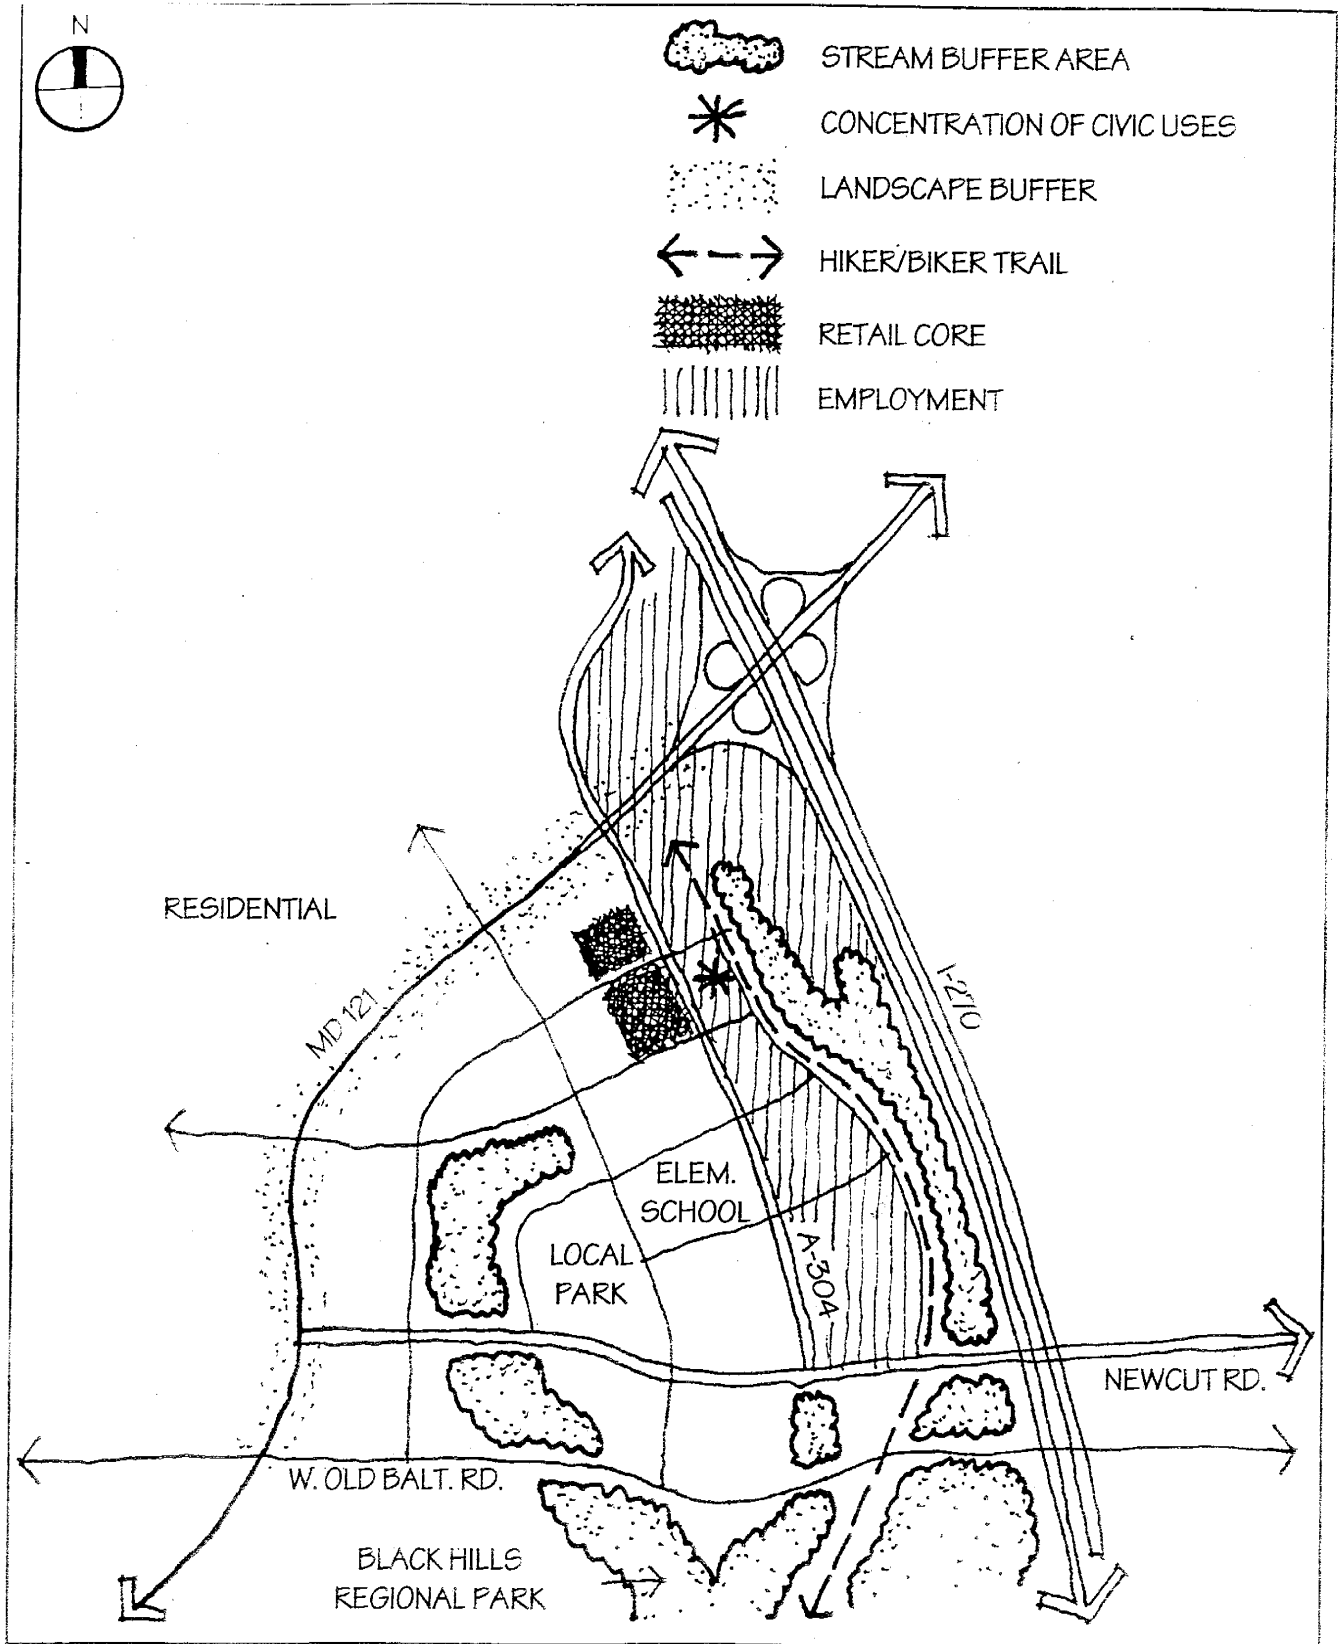 N
STREAM BUFFER AREA
CONCENTRATION OF CIVIC USES
LANDSCAPE BUFFER
HIKER/BIKER TRAIL
RETAIL CORE
EMPLOYMENT
RESIDENTIAL
MD 121
I-270
ELEM.
SCHOOL
LOCAL
PARK
A-304
NEWCUT RD.
W. OLD BALT. RD.
BLACK HILLS
REGIONAL PARK